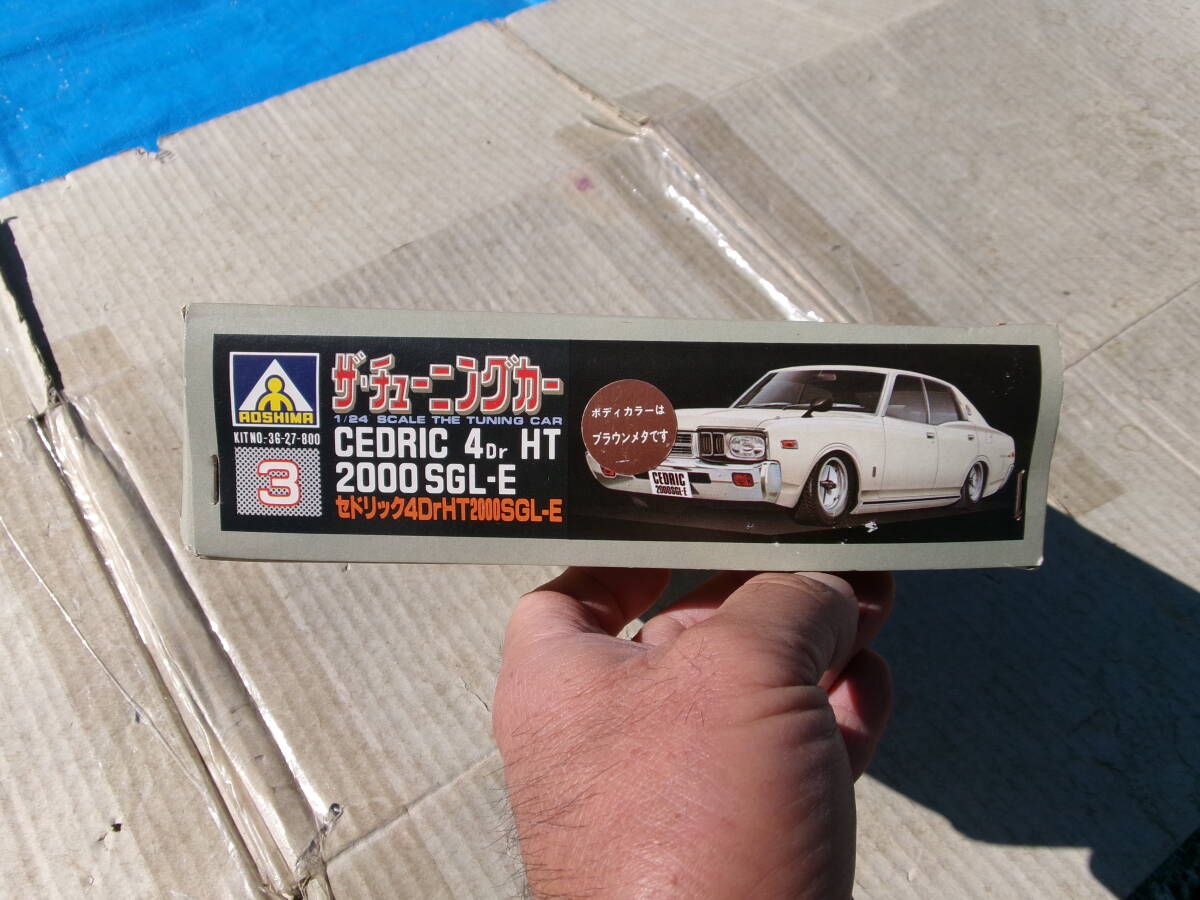 AOSHIMA
KIT NO·36-27-800
3
ザ・チューニングカー
1/24 SCALE THE TUNING CAR
CEDRIC 4Dr HT
2000 SGL-E
セドリック4DrHT2000SGL-E
ボディカラーは
ブラウンメタです
CEDRIC
2000SGL-E